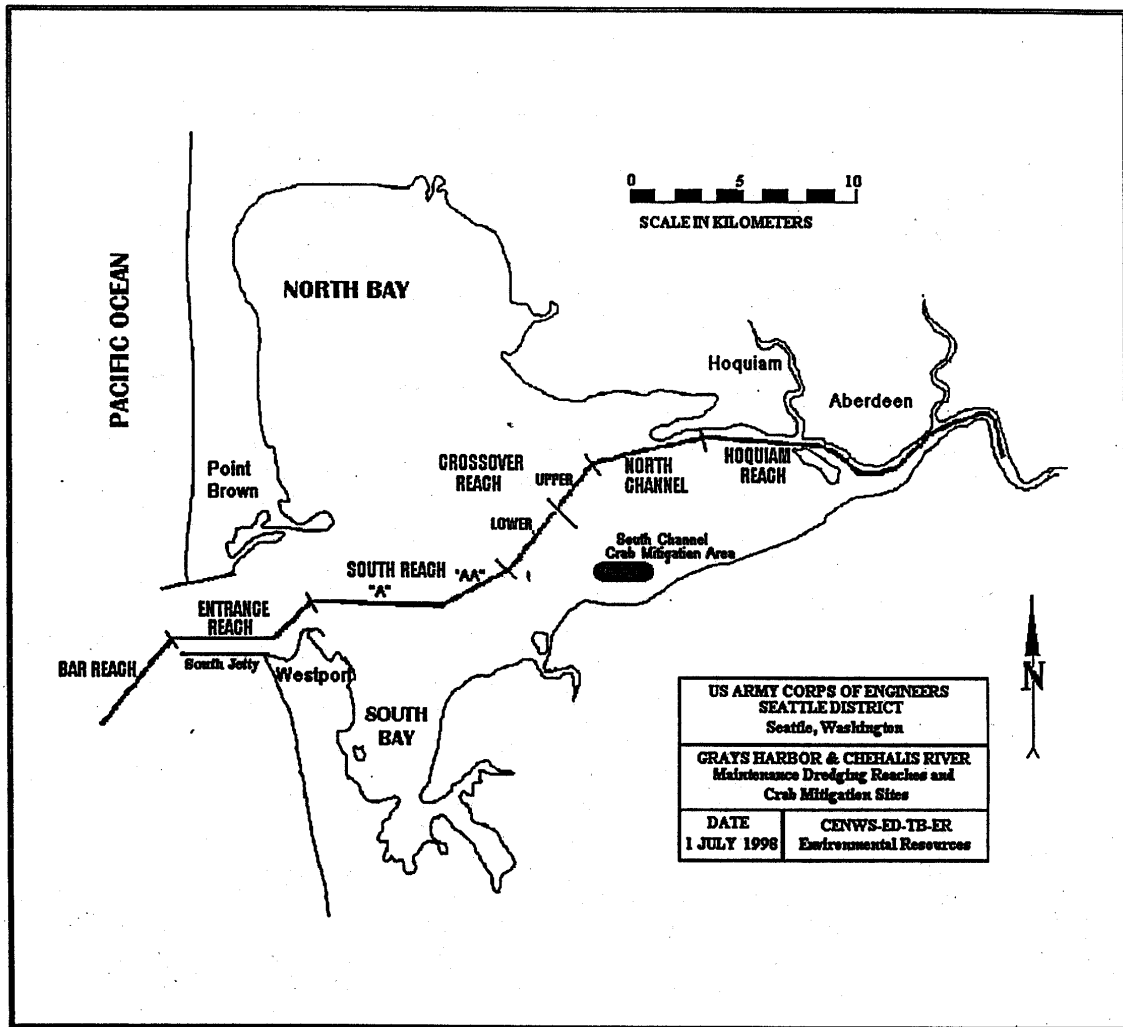 0 5 10
SCALE IN KILOMETERS
PACIFIC OCEAN
NORTH BAY
Hoquiam
Aberdeen
Point
Brown
CROSSOVER
REACH
UPPER
LOWER
NORTH
CHANNEL
HOQUIAM
REACH
South Channel
Crab Mitigation Area
SOUTH REACH
"A"
"AA"
ENTRANCE
REACH
BAR REACH
South Jetty
Westport
SOUTH
BAY
N
US ARMY CORPS OF ENGINEERS
SEATTLE DISTRICT
Seattle, Washington
GRAYS HARBOR & CHEHALIS RIVER
Maintenance Dredging Reaches and
Crab Mitigation Sites
DATE
1 JULY 1998
CENWS-ED-TB-ER
Environmental Resources